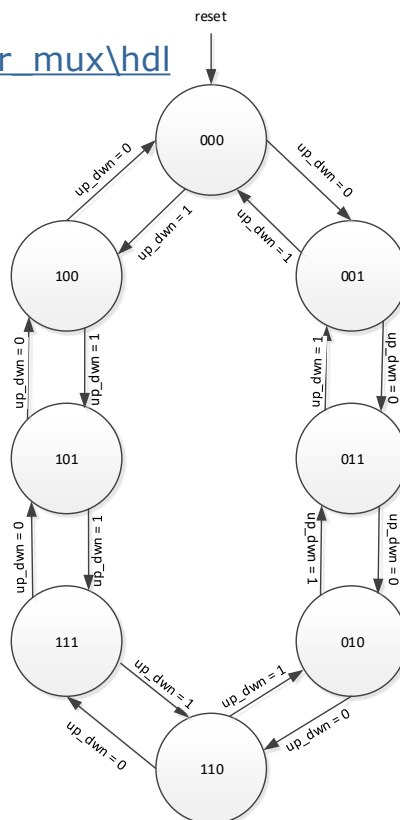 reset
r_mux\hdl
000
up_dwn = 0
up_dwn = 0
up_dwn = 1
up_dwn = 1
100
001
up_dwn = 0
up_dwn = 1
up_dwn = 1
up_dwn = 0
101
011
up_dwn = 0
up_dwn = 1
up_dwn = 1
up_dwn = 0
111
010
up_dwn = 1
up_dwn = 1
up_dwn = 0
up_dwn = 0
110